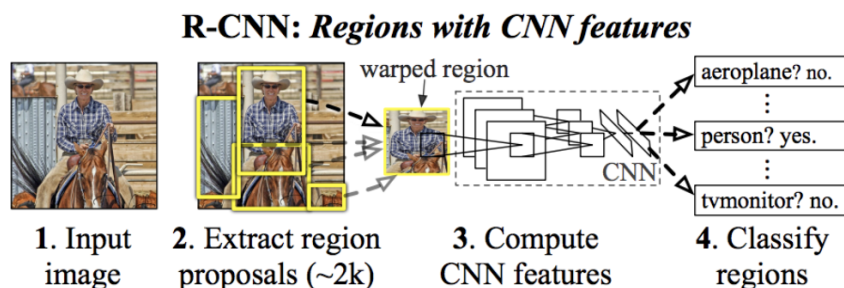 R-CNN: Regions with CNN features
warped region
aeroplane? no.
⋮
person? yes.
⋮
tvmonitor? no.
CNN
1. Input
image
2. Extract region
proposals (~2k)
3. Compute
CNN features
4. Classify
regions